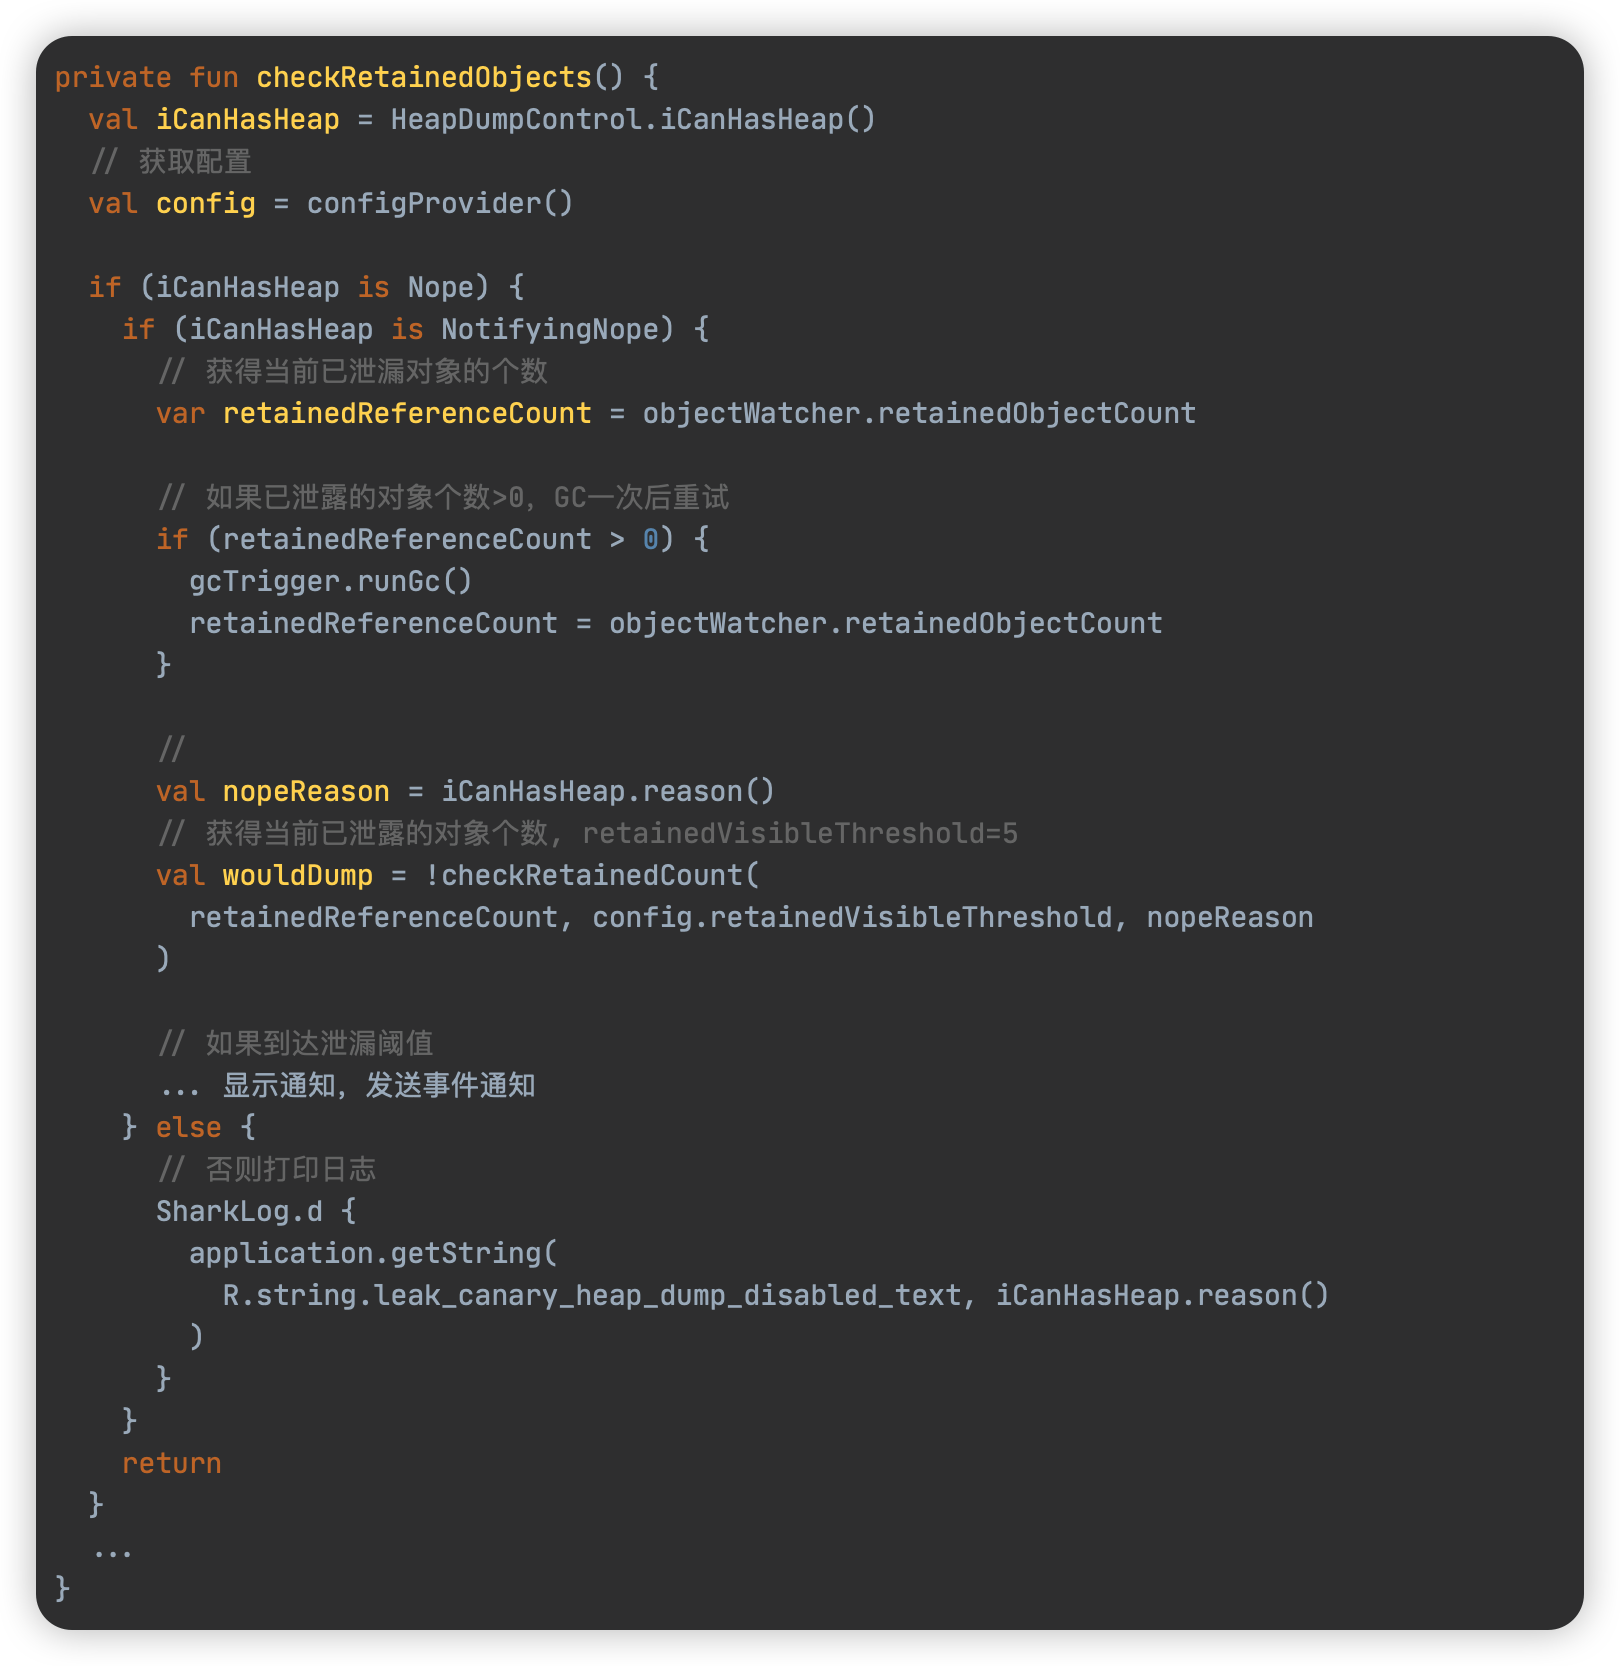 private fun checkRetainedObjects() {
  val iCanHasHeap = HeapDumpControl.iCanHasHeap()
  // 获取配置
  val config = configProvider()

  if (iCanHasHeap is Nope) {
    if (iCanHasHeap is NotifyingNope) {
      // 获得当前已泄漏对象的个数
      var retainedReferenceCount = objectWatcher.retainedObjectCount

      // 如果已泄露的对象个数>0，GC一次后重试
      if (retainedReferenceCount > 0) {
        gcTrigger.runGc()
        retainedReferenceCount = objectWatcher.retainedObjectCount
      }

      //
      val nopeReason = iCanHasHeap.reason()
      // 获得当前已泄露的对象个数, retainedVisibleThreshold=5
      val wouldDump = !checkRetainedCount(
        retainedReferenceCount, config.retainedVisibleThreshold, nopeReason
      )

      // 如果到达泄漏阈值
      ... 显示通知，发送事件通知
    } else {
      // 否则打印日志
      SharkLog.d {
        application.getString(
          R.string.leak_canary_heap_dump_disabled_text, iCanHasHeap.reason()
        )
      }
    }
    return
  }
  ...
}